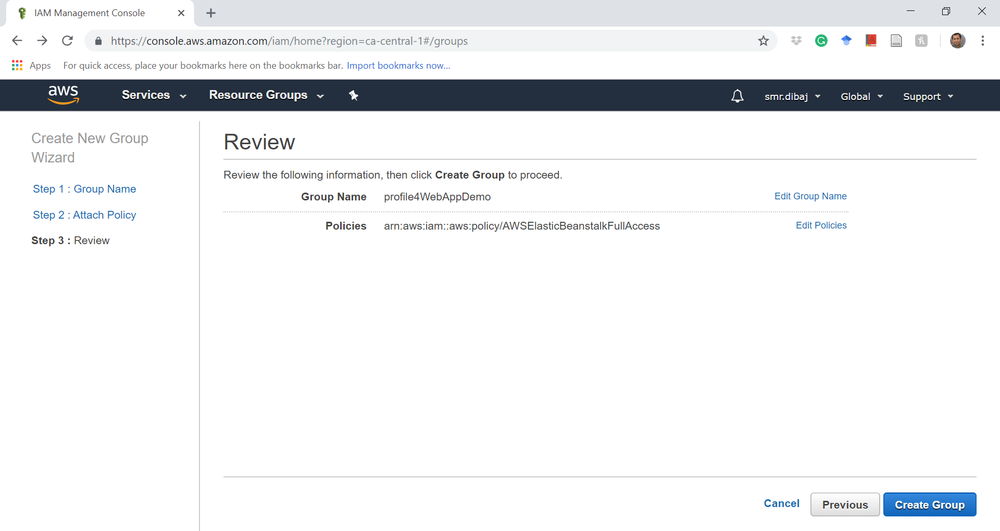 IAM Management Console
https://console.aws.amazon.com/iam/home?region=ca-central-1#/groups
Apps For quick access, place your bookmarks here on the bookmarks bar. Import bookmarks now...
aws Services Resource Groups smr.dibaj Global Support
Create New Group
Wizard
Step 1 : Group Name
Step 2 : Attach Policy
Step 3 : Review
Review
Review the following information, then click Create Group to proceed.
Group Name profile4WebAppDemo Edit Group Name
Policies arn:aws:iam::aws:policy/AWSElasticBeanstalkFullAccess Edit Policies
Cancel Previous Create Group